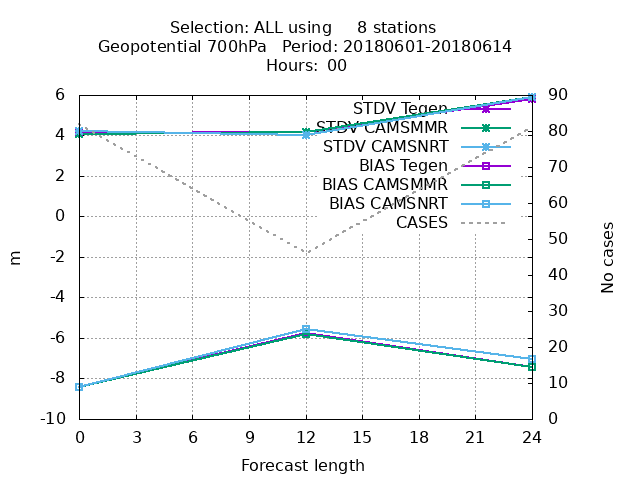 Selection: ALL using 8 stations
Geopotential 700hPa Period: 20180601-20180614
Hours: 00
STDV Tegen
STDV CAMSMMR
STDV CAMSNRT
BIAS Tegen
BIAS CAMSMMR
BIAS CAMSNRT
CASES
6
4
2
0
-2
-4
-6
-8
-10
m
90
80
70
60
50
40
30
20
10
0
No cases
0 3 6 9 12 15 18 21 24
Forecast length